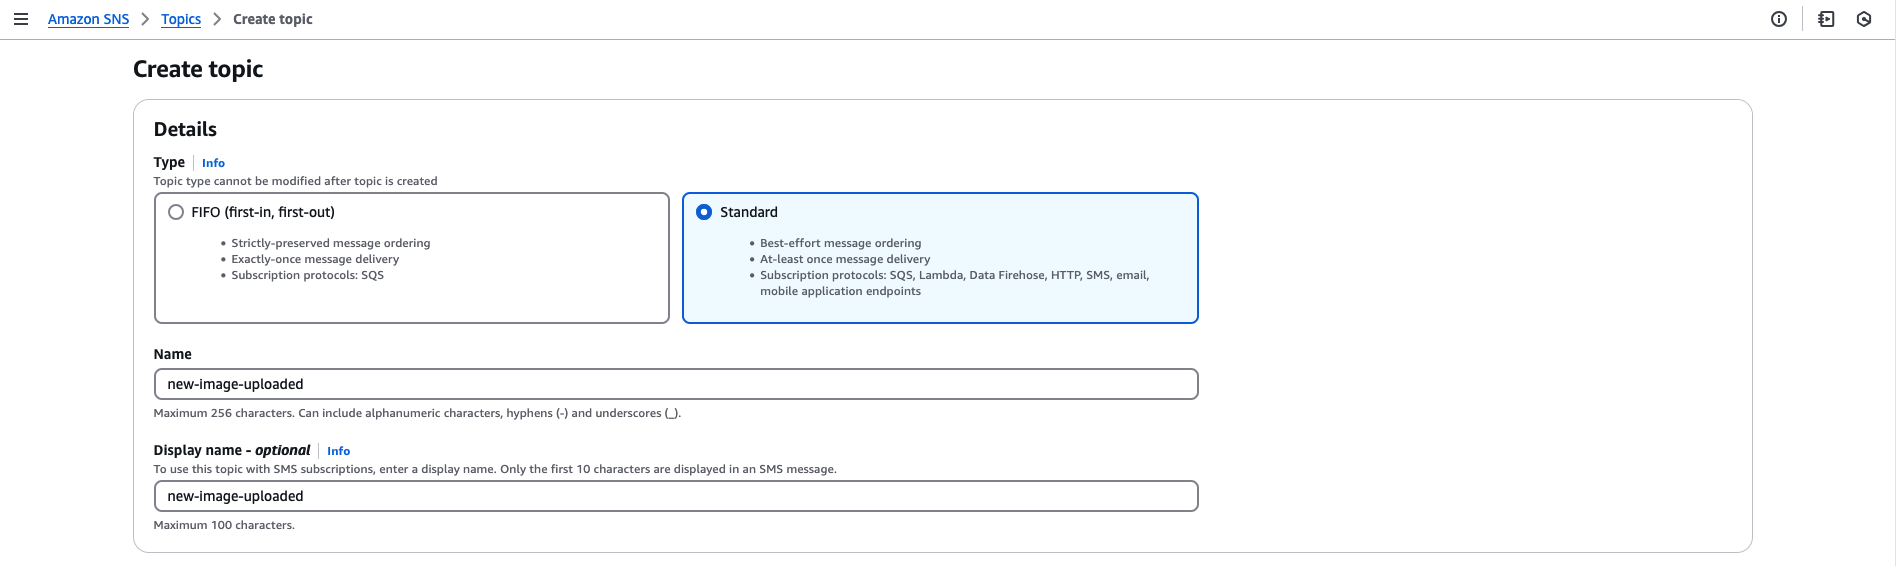 Amazon SNS > Topics > Create topic
Create topic
Details
Type Info
Topic type cannot be modified after topic is created
FIFO (first-in, first-out)
• Strictly-preserved message ordering
• Exactly-once message delivery
• Subscription protocols: SQS
Standard
• Best-effort message ordering
• At-least once message delivery
• Subscription protocols: SQS, Lambda, Data Firehose, HTTP, SMS, email,
mobile application endpoints
Name
new-image-uploaded
Maximum 256 characters. Can include alphanumeric characters, hyphens (-) and underscores (_).
Display name - optional Info
To use this topic with SMS subscriptions, enter a display name. Only the first 10 characters are displayed in an SMS message.
new-image-uploaded
Maximum 100 characters.